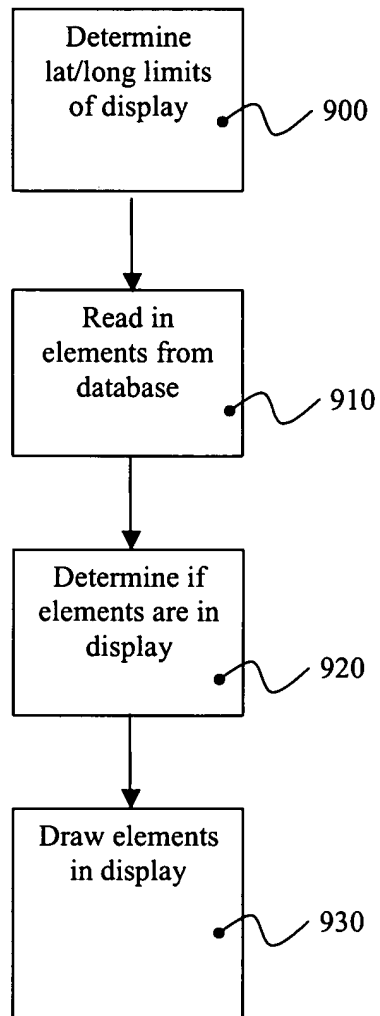 Determine
lat/long limits
of display
900
Read in
elements from
database
910
Determine if
elements are in
display
920
Draw elements
in display
930